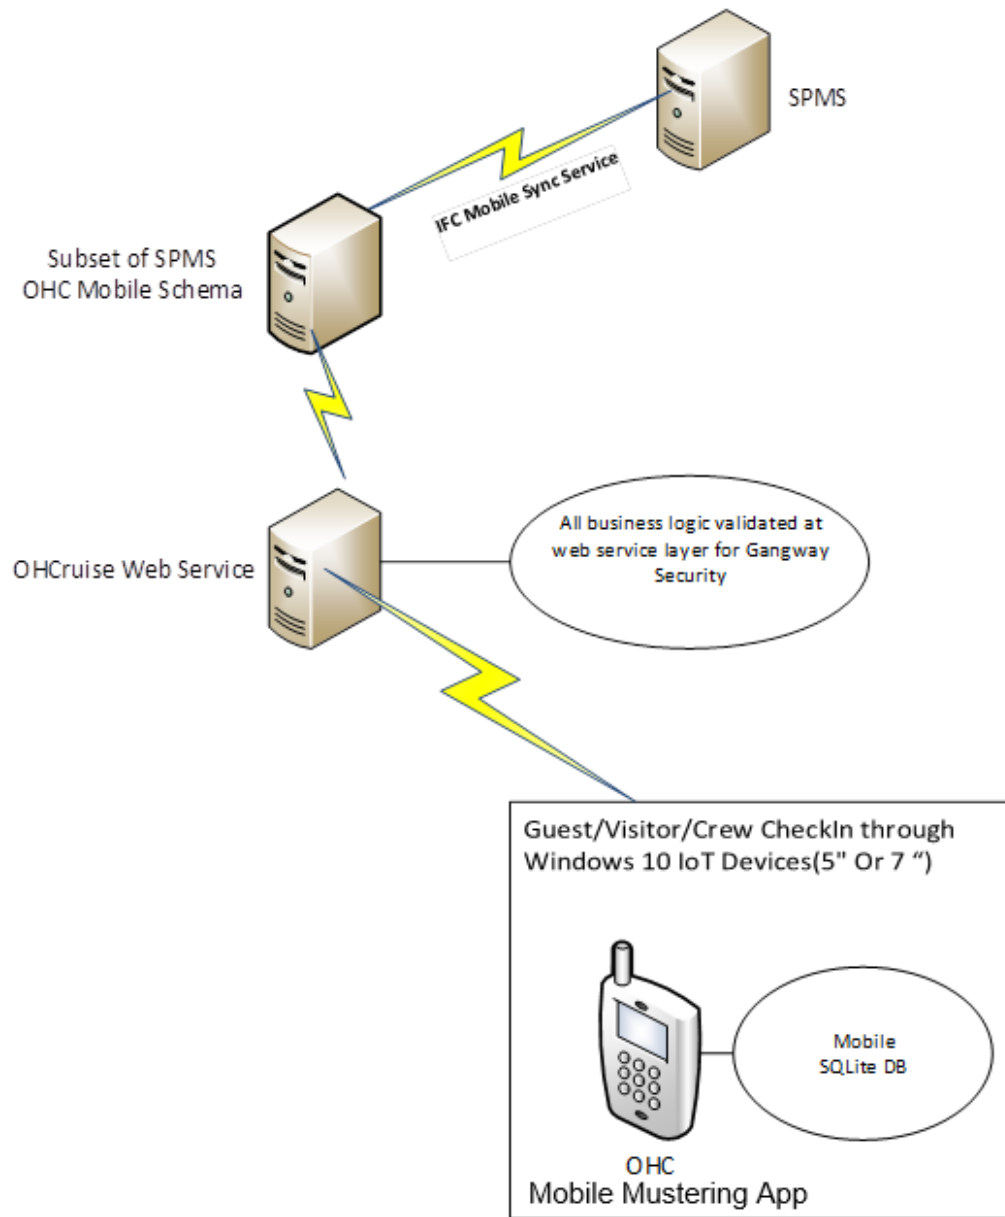 SPMS
IFC Mobile Sync Service
Subset of SPMS
OHC Mobile Schema
OHCruise Web Service
All business logic validated at
web service layer for Gangway
Security
Guest/Visitor/Crew CheckIn through
Windows 10 IoT Devices(5" Or 7 “)
Mobile
SQLite DB
OHC
Mobile Mustering App